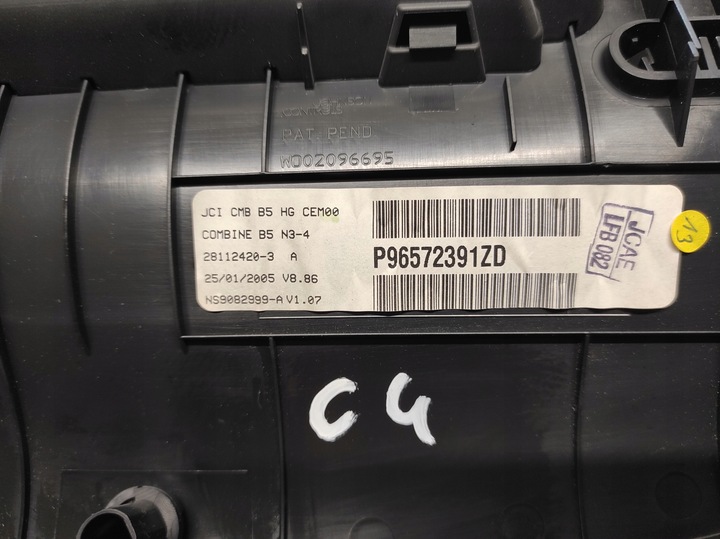 PAT. PEND.
WO02096695
JCI CMB B5 HG CEM00
COMBINE B5 N3-4
28112420-3 A
25/01/2005 V8.86
NS9082999-A V1.07
P96572391ZD
JCAE
LFB 082
13
C4